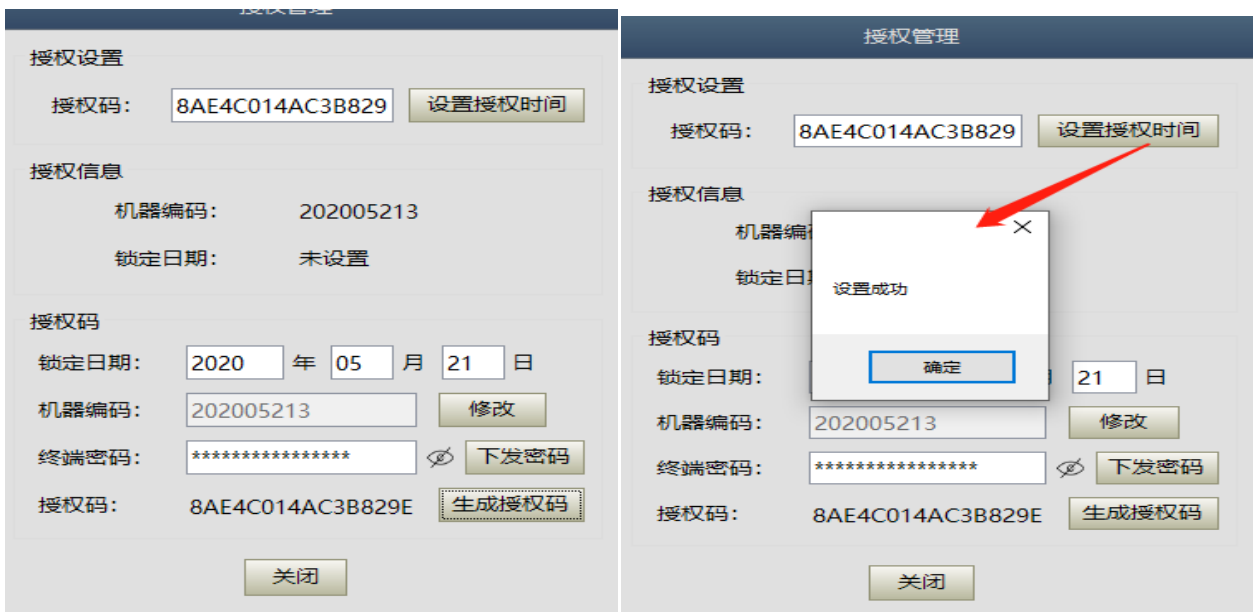 授权管理
授权设置
授权码： 8AE4C014AC3B829 设置授权时间
授权信息
机器编码： 202005213
锁定日期： 未设置
授权码
锁定日期： 2020 年 05 月 21 日
机器编码： 202005213 修改
终端密码： **************** 下发密码
授权码： 8AE4C014AC3B829E 生成授权码
关闭
授权管理
授权设置
授权码： 8AE4C014AC3B829 设置授权时间
授权信息
机器编
锁定日
设置成功
确定
授权码
锁定日期： 21 日
机器编码： 202005213 修改
终端密码： **************** 下发密码
授权码： 8AE4C014AC3B829E 生成授权码
关闭